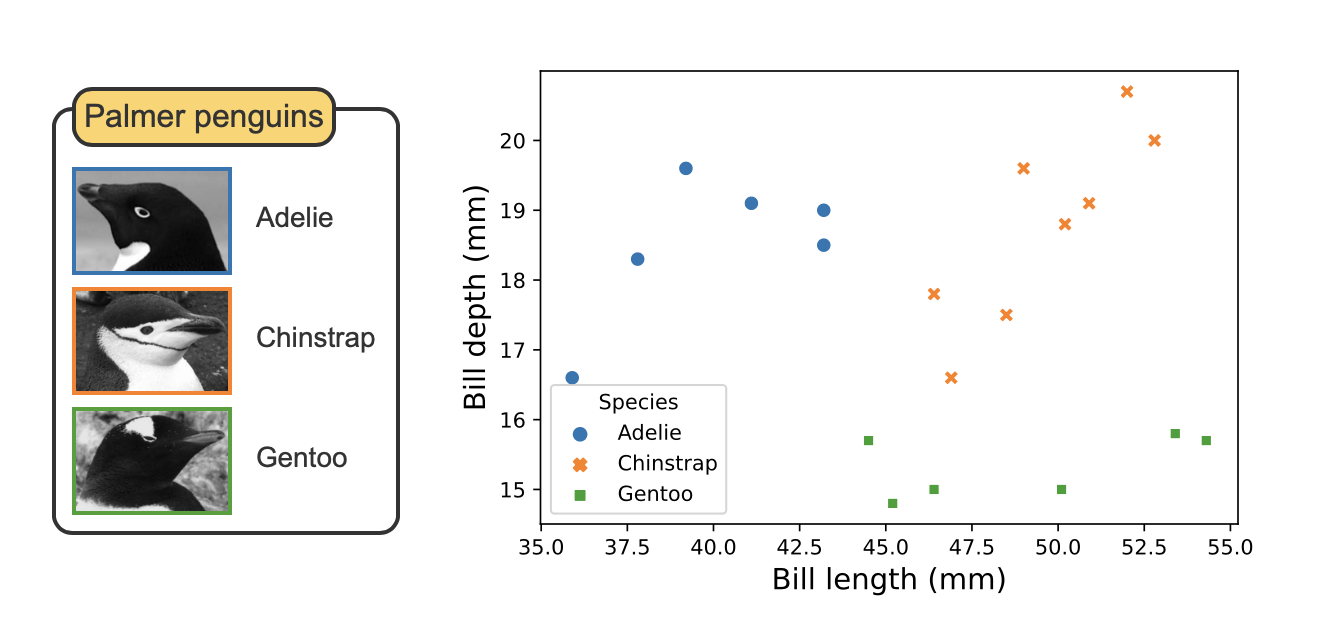 Palmer penguins
Adelie
Chinstrap
Gentoo
Bill depth (mm)
20
19
18
17
16
15
Species
Adelie
Chinstrap
Gentoo
35.0 37.5 40.0 42.5 45.0 47.5 50.0 52.5 55.0
Bill length (mm)